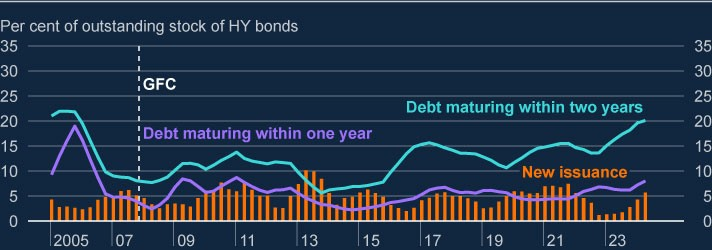 Per cent of outstanding stock of HY bonds
35 35
30 30
25 25
GFC
Debt maturing within two years
20 20
Debt maturing within one year
15 15
New issuance
10 10
5 5
0 0
2005 07 09 11 13 15 17 19 21 23